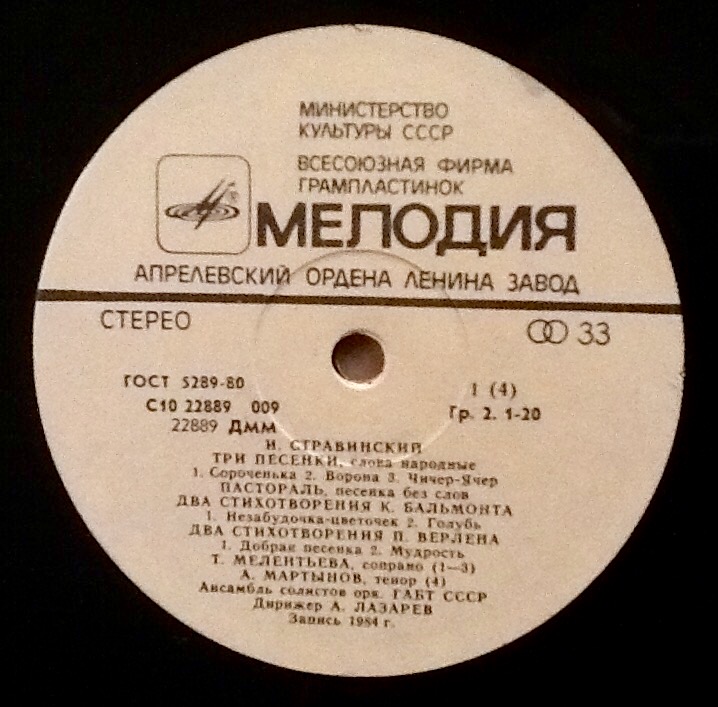 МИНИСТЕРСТВО
КУЛЬТУРЫ СССР
ВСЕСОЮЗНАЯ ФИРМА
ГРАМПЛАСТИНОК
МЕЛОДИЯ
АПРЕЛЕВСКИЙ ОРДЕНА ЛЕНИНА ЗАВОД
СТЕРЕО
33
ГОСТ 5289-80
1 (4)
С10 22889 009
Гр. 2. 1-20
22889 ДММ
И. СТРАВИНСКИЙ
ТРИ ПЕСЕНКИ, слова народные
1. Сороченька 2. Ворона 3. Чичер-Ячер
ПАСТОРАЛЬ, песенка без слов
ДВА СТИХОТВОРЕНИЯ К. БАЛЬМОНТА
1. Незабудочка-цветочек 2. Голубь
ДВА СТИХОТВОРЕНИЯ П. ВЕРЛЕНА
1. Добрая песенка 2. Мудрость
Т. МЕЛЕНТЬЕВА, сопрано (1—3)
А. МАРТЫНОВ, тенор (4)
Ансамбль солистов орк. ГАБТ СССР
Дирижер А. ЛАЗАРЕВ
Запись 1984 г.